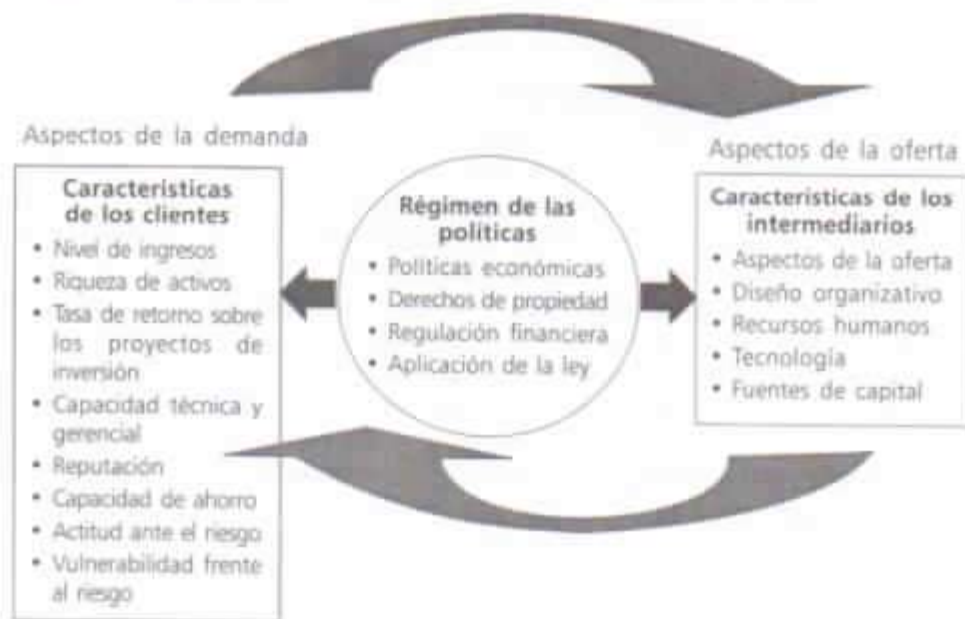 Aspectos de la demanda
Características
de los clientes
• Nivel de ingresos
• Riqueza de activos
• Tasa de retorno sobre
los proyectos de
inversión
• Capacidad técnica y
gerencial
• Reputación
• Capacidad de ahorro
• Actitud ante el riesgo
• Vulnerabilidad frente
al riesgo
Régimen de las
políticas
• Políticas económicas
• Derechos de propiedad
• Regulación financiera
• Aplicación de la ley
Aspectos de la oferta
Características de los
intermediarios
• Aspectos de la oferta
• Diseño organizativo
• Recursos humanos
• Tecnología
• Fuentes de capital